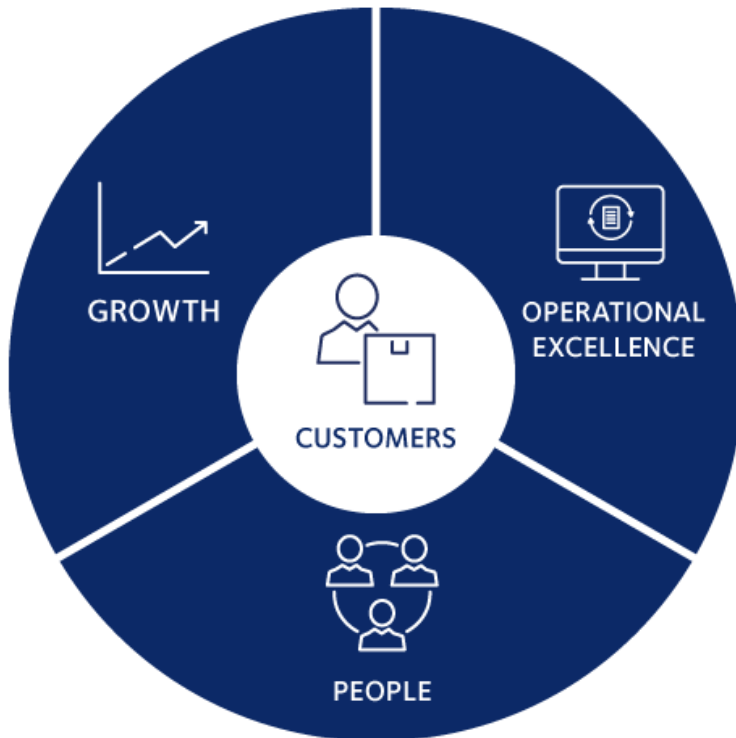 GROWTH
OPERATIONAL
EXCELLENCE
CUSTOMERS
PEOPLE